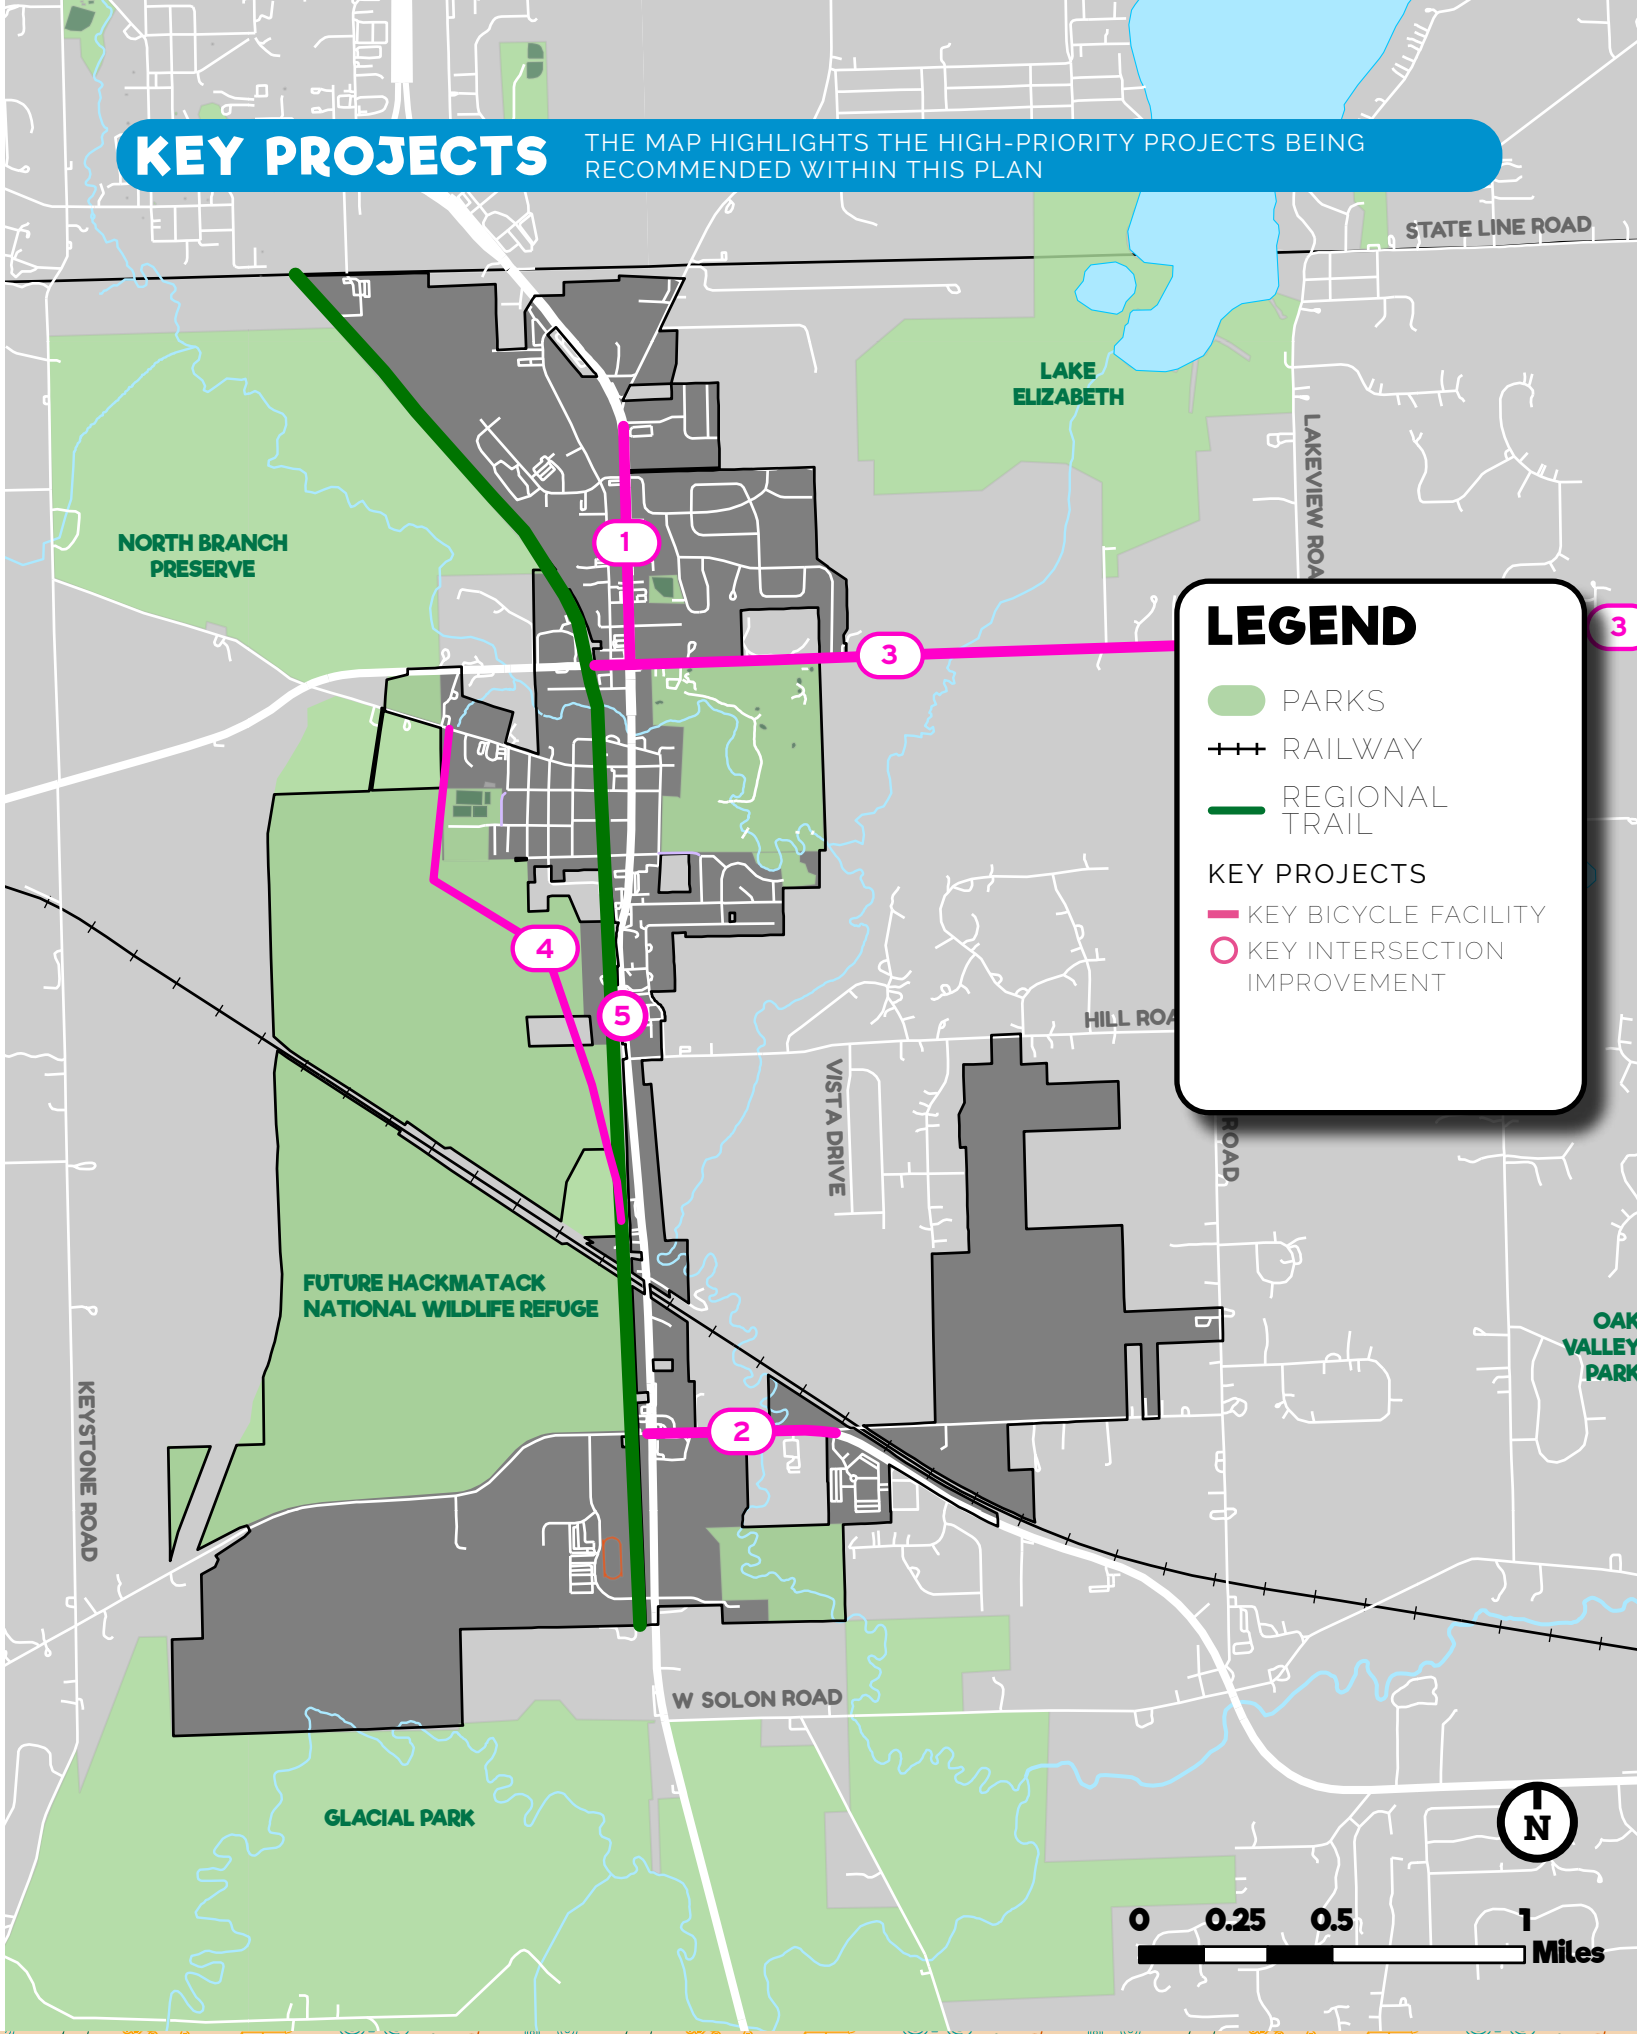 KEY PROJECTS
THE MAP HIGHLIGHTS THE HIGH-PRIORITY PROJECTS BEING
RECOMMENDED WITHIN THIS PLAN
STATE LINE ROAD
LAKE
ELIZABETH
LAKEVIEW ROA
NORTH BRANCH
PRESERVE
1
3
3
LEGEND
PARKS
RAILWAY
REGIONAL
TRAIL
KEY PROJECTS
KEY BICYCLE FACILITY
KEY INTERSECTION
IMPROVEMENT
4
5
HILL ROA
VISTA DRIVE
ROAD
FUTURE HACKMATACK
NATIONAL WILDLIFE REFUGE
OAK
VALLEY
PARK
KEYSTONE ROAD
2
W SOLON ROAD
GLACIAL PARK
N
0 0.25 0.5 1
Miles